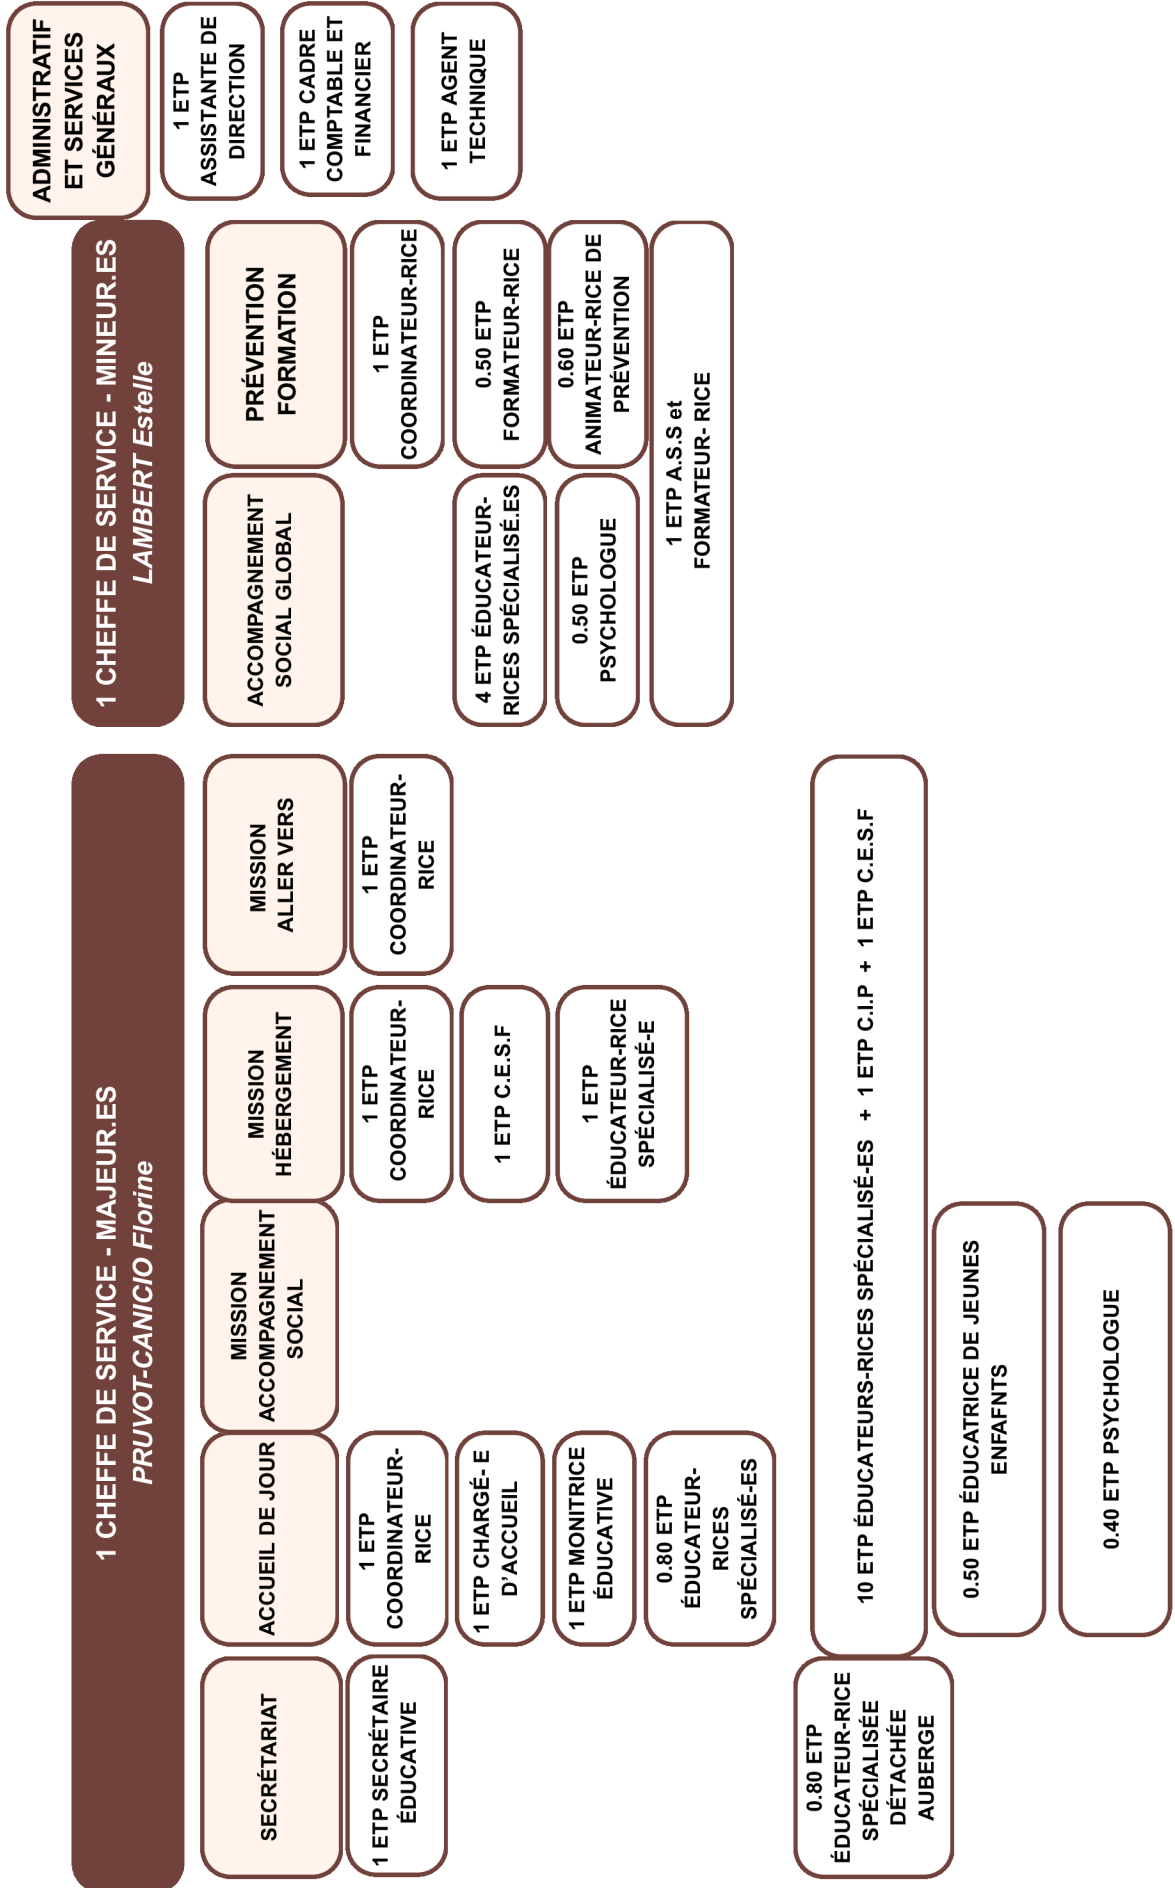 1 CHEFFE DE SERVICE - MAJEUR.ES
PRUVOT-CANICIO Florine
SECRÉTARIAT
1 ETP SECRÉTAIRE
ÉDUCATIVE
0.80 ETP
ÉDUCATEUR-RICE
SPÉCIALISÉE
DÉTACHÉE
AUBERGE
ACCUEIL DE JOUR
1 ETP
COORDINATEUR-
RICE
1 ETP CHARGÉ- E
D’ACCUEIL
1 ETP MONITRICE
ÉDUCATIVE
0.80 ETP
ÉDUCATEUR-
RICES
SPÉCIALISÉ-ES
MISSION
ACCOMPAGNEMENT
SOCIAL
MISSION
HÉBERGEMENT
1 ETP
COORDINATEUR-
RICE
1 ETP C.E.S.F
1 ETP
ÉDUCATEUR-RICE
SPÉCIALISÉ-E
MISSION
ALLER VERS
1 ETP
COORDINATEUR-
RICE
10 ETP ÉDUCATEURS-RICES SPÉCIALISÉ-ES + 1 ETP C.I.P + 1 ETP C.E.S.F
0.50 ETP ÉDUCATRICE DE JEUNES
ENFAFNTS
0.40 ETP PSYCHOLOGUE
1 CHEFFE DE SERVICE - MINEUR.ES
LAMBERT Estelle
ACCOMPAGNEMENT
SOCIAL GLOBAL
4 ETP ÉDUCATEUR-
RICES SPÉCIALISÉ.ES
0.50 ETP
PSYCHOLOGUE
PRÉVENTION
FORMATION
1 ETP
COORDINATEUR-RICE
0.50 ETP
FORMATEUR-RICE
0.60 ETP
ANIMATEUR-RICE DE
PRÉVENTION
1 ETP A.S.S et
FORMATEUR- RICE
ADMINISTRATIF
ET SERVICES
GÉNÉRAUX
1 ETP
ASSISTANTE DE
DIRECTION
1 ETP CADRE
COMPTABLE ET
FINANCIER
1 ETP AGENT
TECHNIQUE